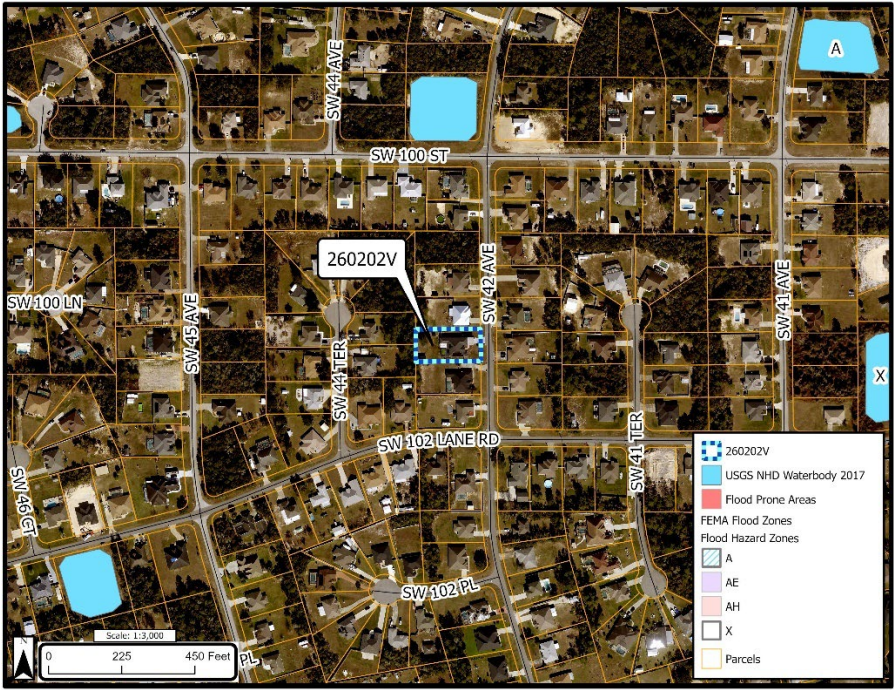 A
SW 44 AVE
SW 100 ST
260202V
SW 42 AVE
SW 41 AVE
SW 100 LN
SW 45 AVE
SW 44 TER
X
SW 102 LANE RD
SW 41 TER
SW 46 CT
SW 102 PL
PL
260202V
USGS NHD Waterbody 2017
Flood Prone Areas
FEMA Flood Zones
Flood Hazard Zones
A
AE
AH
X
Parcels
Scale: 1:3,000
N
0 225 450 Feet